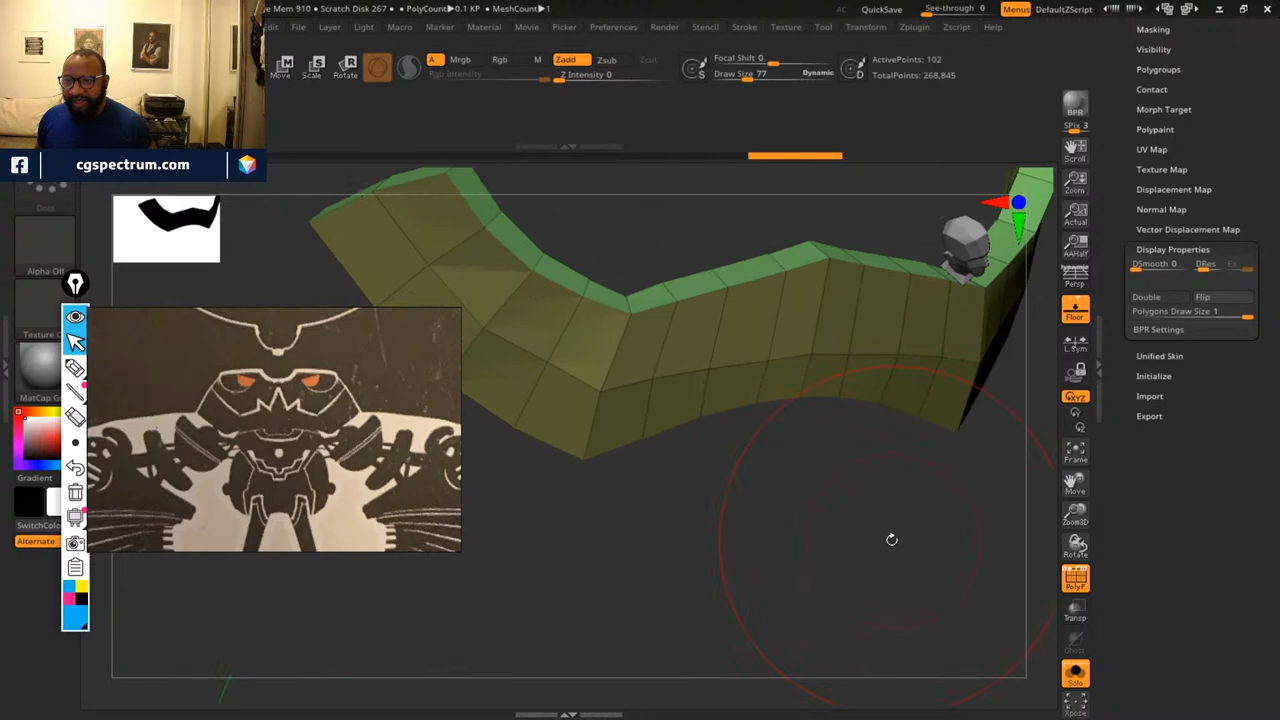 ve Mem 910 ● Scratch Disk 267 ● PolyCount▶0.1 KP ● MeshCount▶1
AC
QuickSave
See-through 0
Menus
DefaultZScript
Edit
Layer
Light
Macro
Marker
Material
Movie
Picker
Preferences
Render
Stencil
Stroke
Texture
Tool
Transform
Zplugin
Zscript
Help
Move
Scale
Rotate
A
Mrgb
Rgb
M
Zadd
Zsub
Zcut
Rgb Intensity
Z Intensity 0
S
Focal Shift 0
Draw Size 77
Dynamic
D
ActivePoints: 102
TotalPoints: 268,845
cgspectrum.com
Dots
Alpha Off
Texture O
MatCap G
Gradient
SwitchColo
Alternate
BPR
SPix 3
Scroll
Zoom
Actual
AAHalf
Dynamic
Persp
Floor
L.Sym
XYZ
Frame
Move
Zoom3D
Rotate
PolyF
Transp
Ghost
Solo
Xpose
Masking
Visibility
Polygroups
Contact
Morph Target
Polypaint
UV Map
Texture Map
Displacement Map
Normal Map
Vector Displacement Map
Display Properties
DSmooth 0
DRes
Es
Double
Flip
Polygons Draw Size 1
BPR Settings
Unified Skin
Initialize
Import
Export